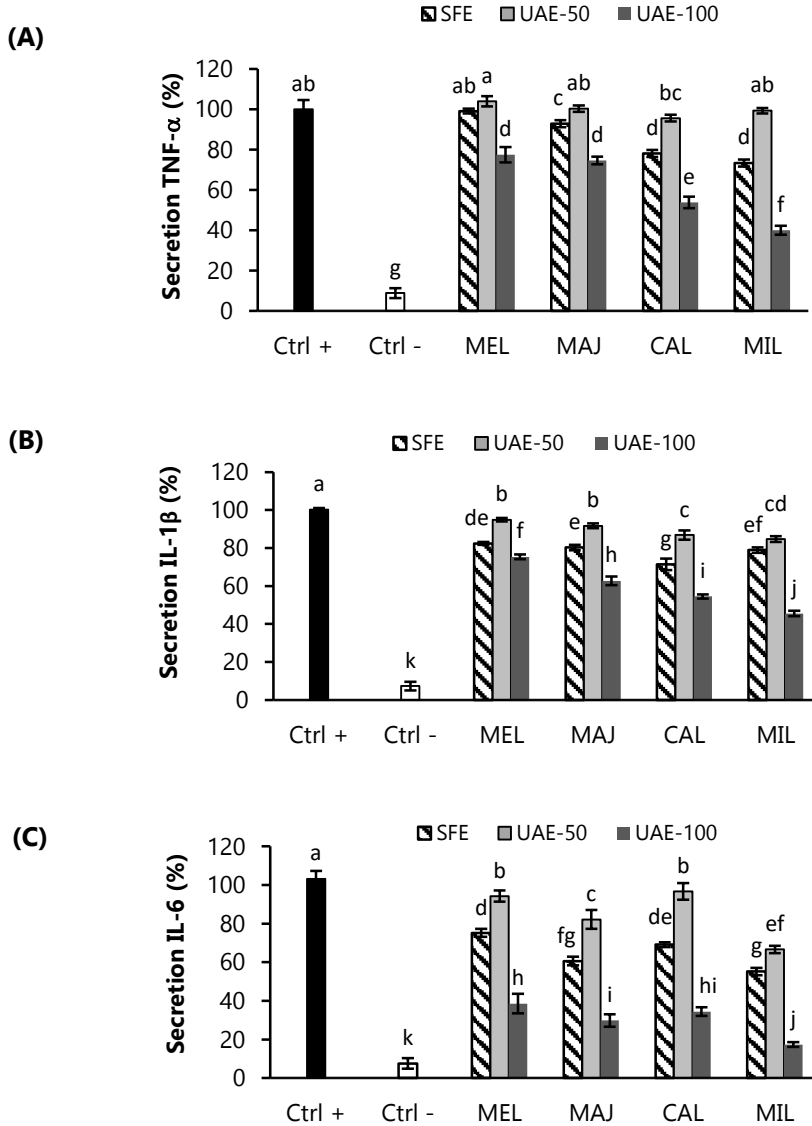 SFE UAE-50 UAE-100
(A)
Secretion TNF-α (%)
120
100
80
60
40
20
0
ab
g
ab a d
c ab d
d bc e
d ab f
Ctrl + Ctrl - MEL MAJ CAL MIL
(B)
SFE UAE-50 UAE-100
Secretion IL-1β (%)
120
100
80
60
40
20
0
a
k
de b f
e b h
g c i
ef cd j
Ctrl + Ctrl - MEL MAJ CAL MIL
(C)
SFE UAE-50 UAE-100
Secretion IL-6 (%)
120
100
80
60
40
20
0
a
k
d b h
fg c i
de b hi
g ef j
Ctrl + Ctrl - MEL MAJ CAL MIL